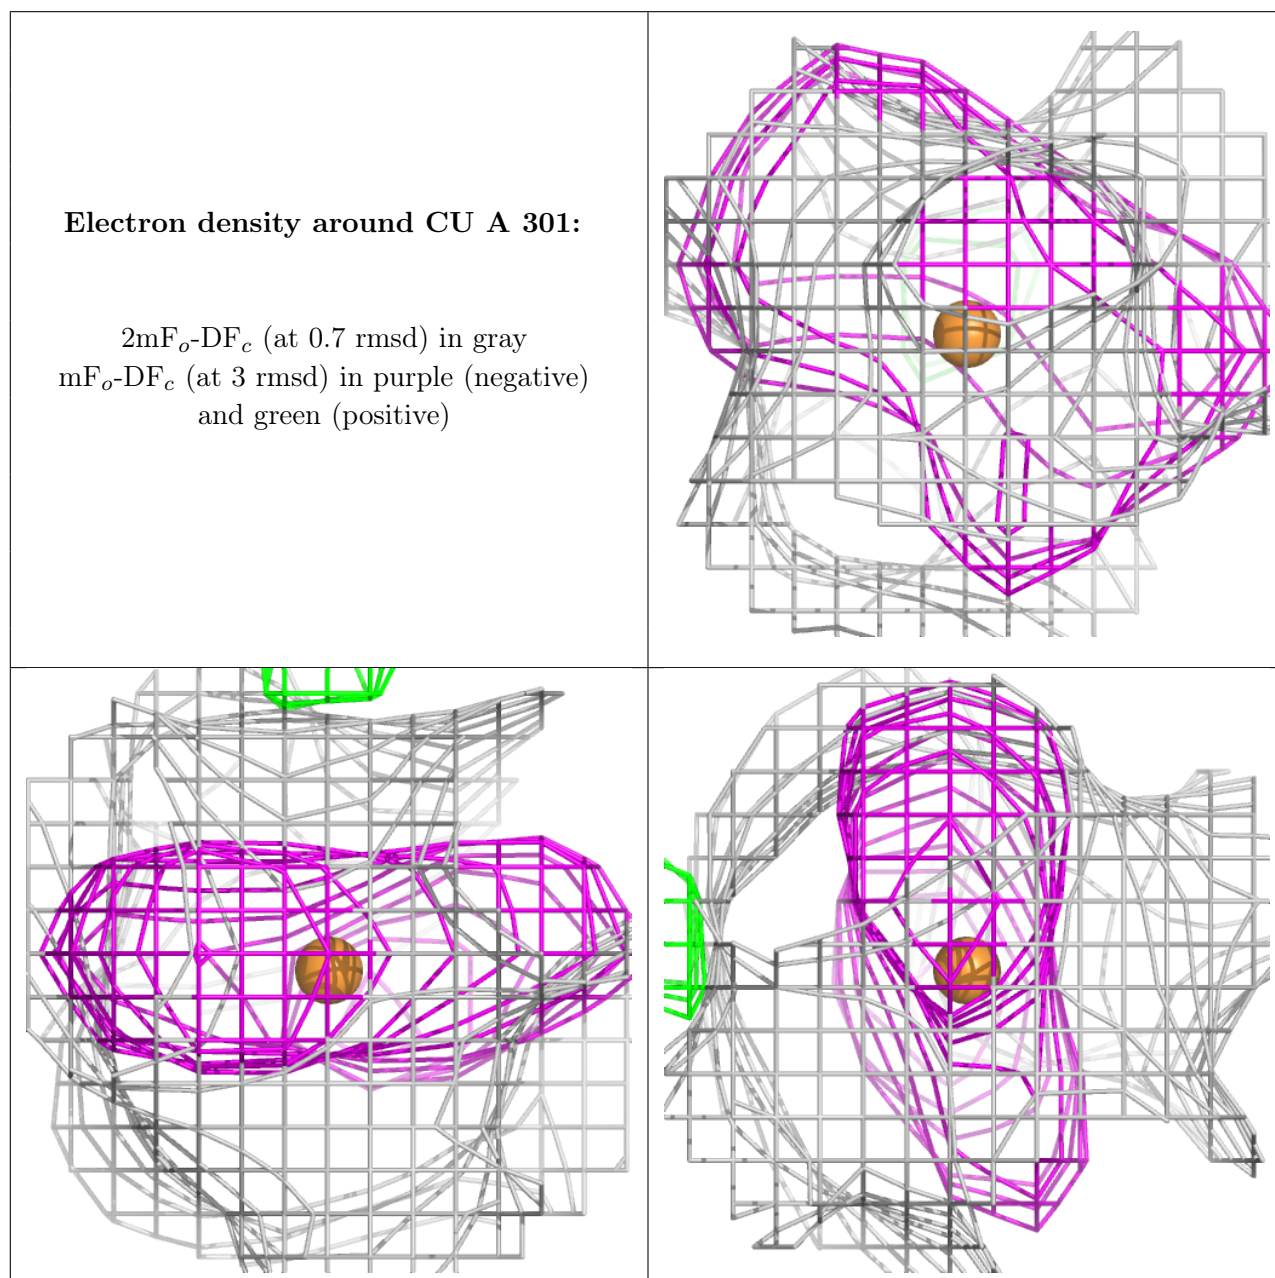 Electron density around CU A 301:
2mFo-DFc (at 0.7 rmsd) in gray
mFo-DFc (at 3 rmsd) in purple (negative)
and green (positive)